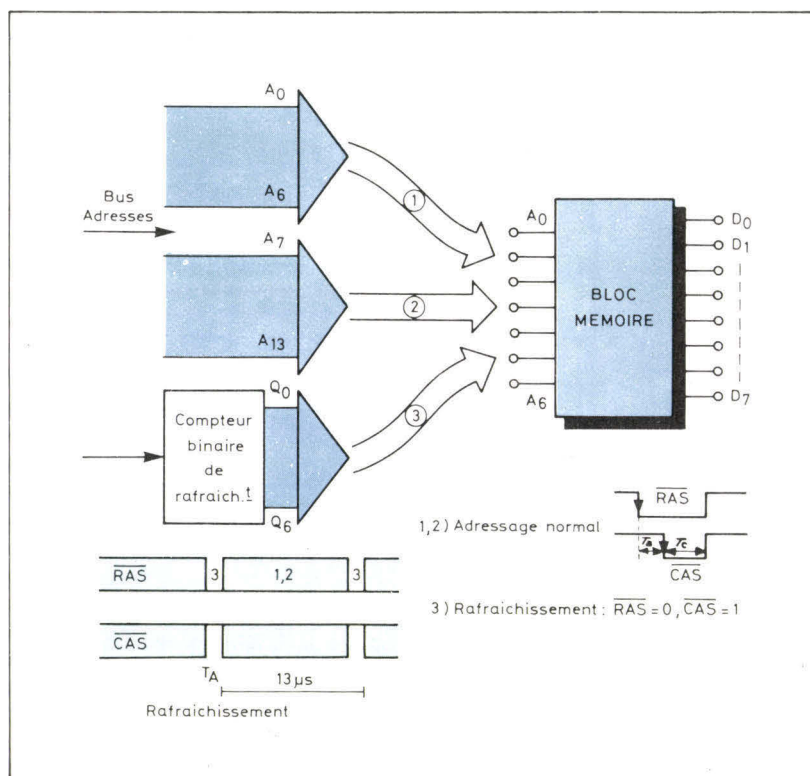 A0
A6
Bus
Adresses
A7
A13
Q0
Compteur
binaire
de
rafraich.t
Q6
1
2
3
A0
A6
BLOC
MEMOIRE
D0
D1
D7
RAS
1,2) Adressage normal
CAS
3) Rafraichissement : RAS = 0, CAS = 1
RAS
3
1,2
3
CAS
TA
13 µs
Rafraichissement